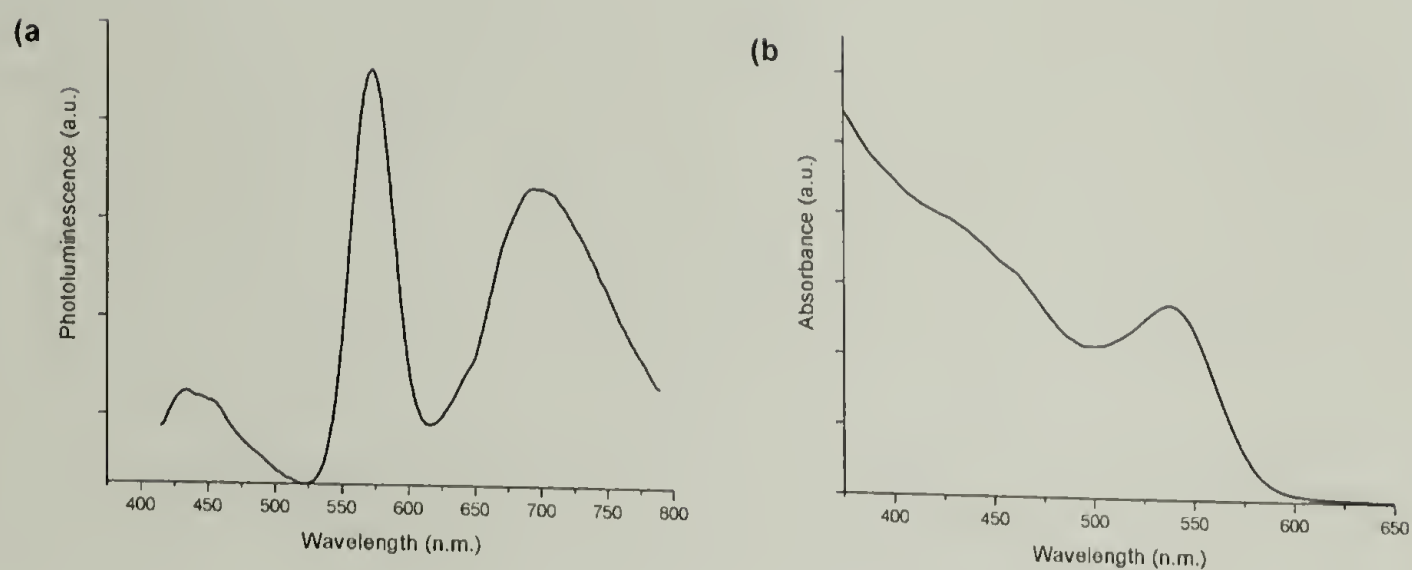 (a
Photoluminescence (a.u.)
400 450 500 550 600 650 700 750 800
Wavelength (n.m.)
(b)
Absorbance (a.u.)
400 450 500 550 600 650
Wavelength (n.m.)